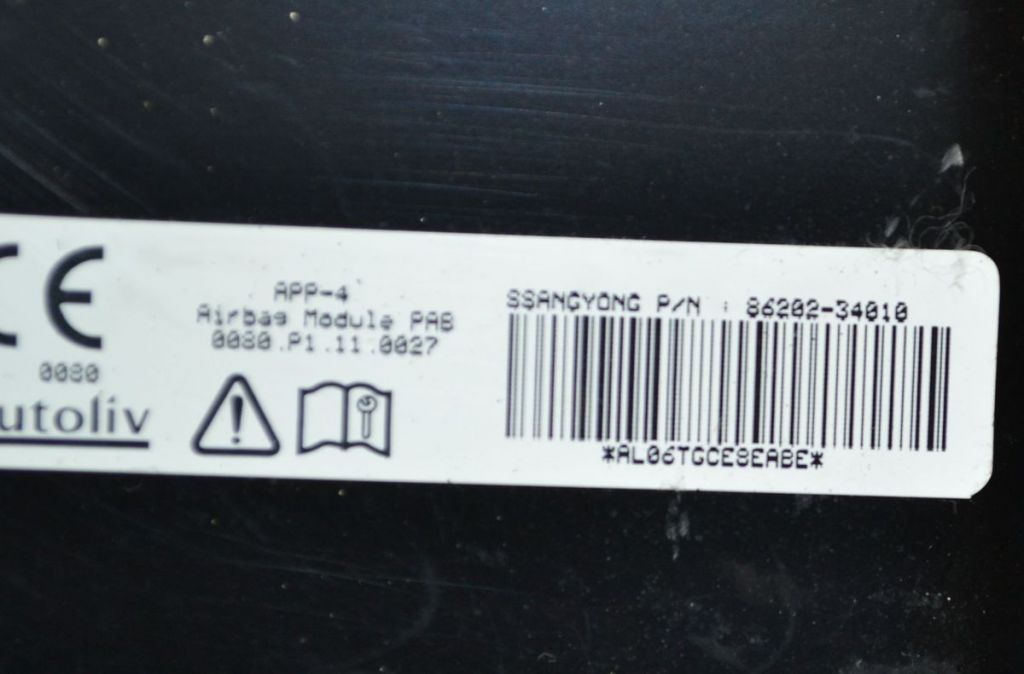 CE
0080
utoliv
APP-4
Airbag Module PAB
0080.P1.11.0027
SSANGYONG P/N : 86202-34010
*AL06TGCE8EABE*